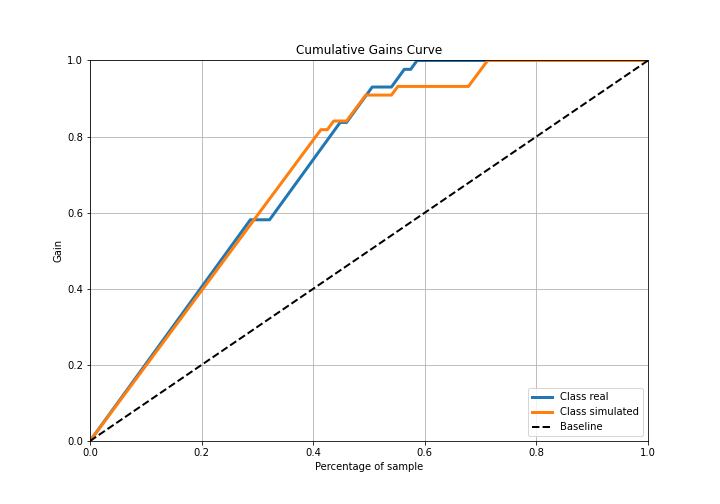 Cumulative Gains Curve
1.0
0.8
0.6
0.4
0.2
0.0
Gain
0.0 0.2 0.4 0.6 0.8 1.0
Percentage of sample
Class real
Class simulated
Baseline